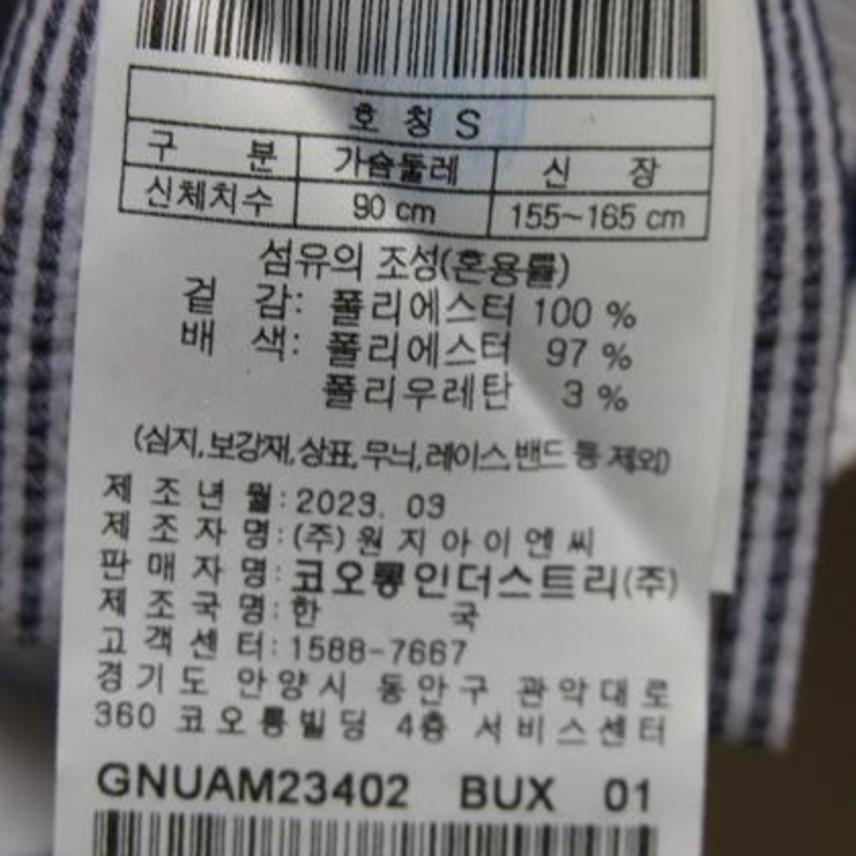 호 칭 S
구 분 가슴둘레 신 장
신체치수 90 cm 155~165 cm
섬유의 조성(혼용률)
겉 감: 폴리에스터 100 %
배 색: 폴리에스터 97 %
폴리우레탄 3 %
(심지,보강재,상표,무늬,레이스,밴드 등 제외)
제 조 년 월: 2023. 03
제 조 자 명: (주) 원 지 아 이 엔 씨
판 매 자 명: 코오롱인더스트리(주)
제 조 국 명: 한 국
고 객 센 터: 1588-7667
경 기 도 안 양 시 동 안 구 관 악 대 로
360 코 오 롱 빌 딩 4층 서 비 스 센 터
GNUAM23402 BUX 01